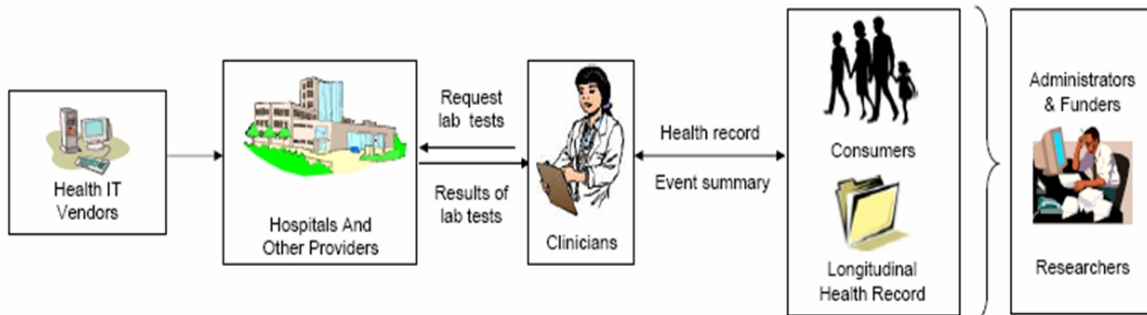 Health IT
Vendors
Hospitals And
Other Providers
Request
lab tests
Results of
lab tests
Clinicians
Health record
Event summary
Consumers
Longitudinal
Health Record
Administrators
& Funders
Researchers